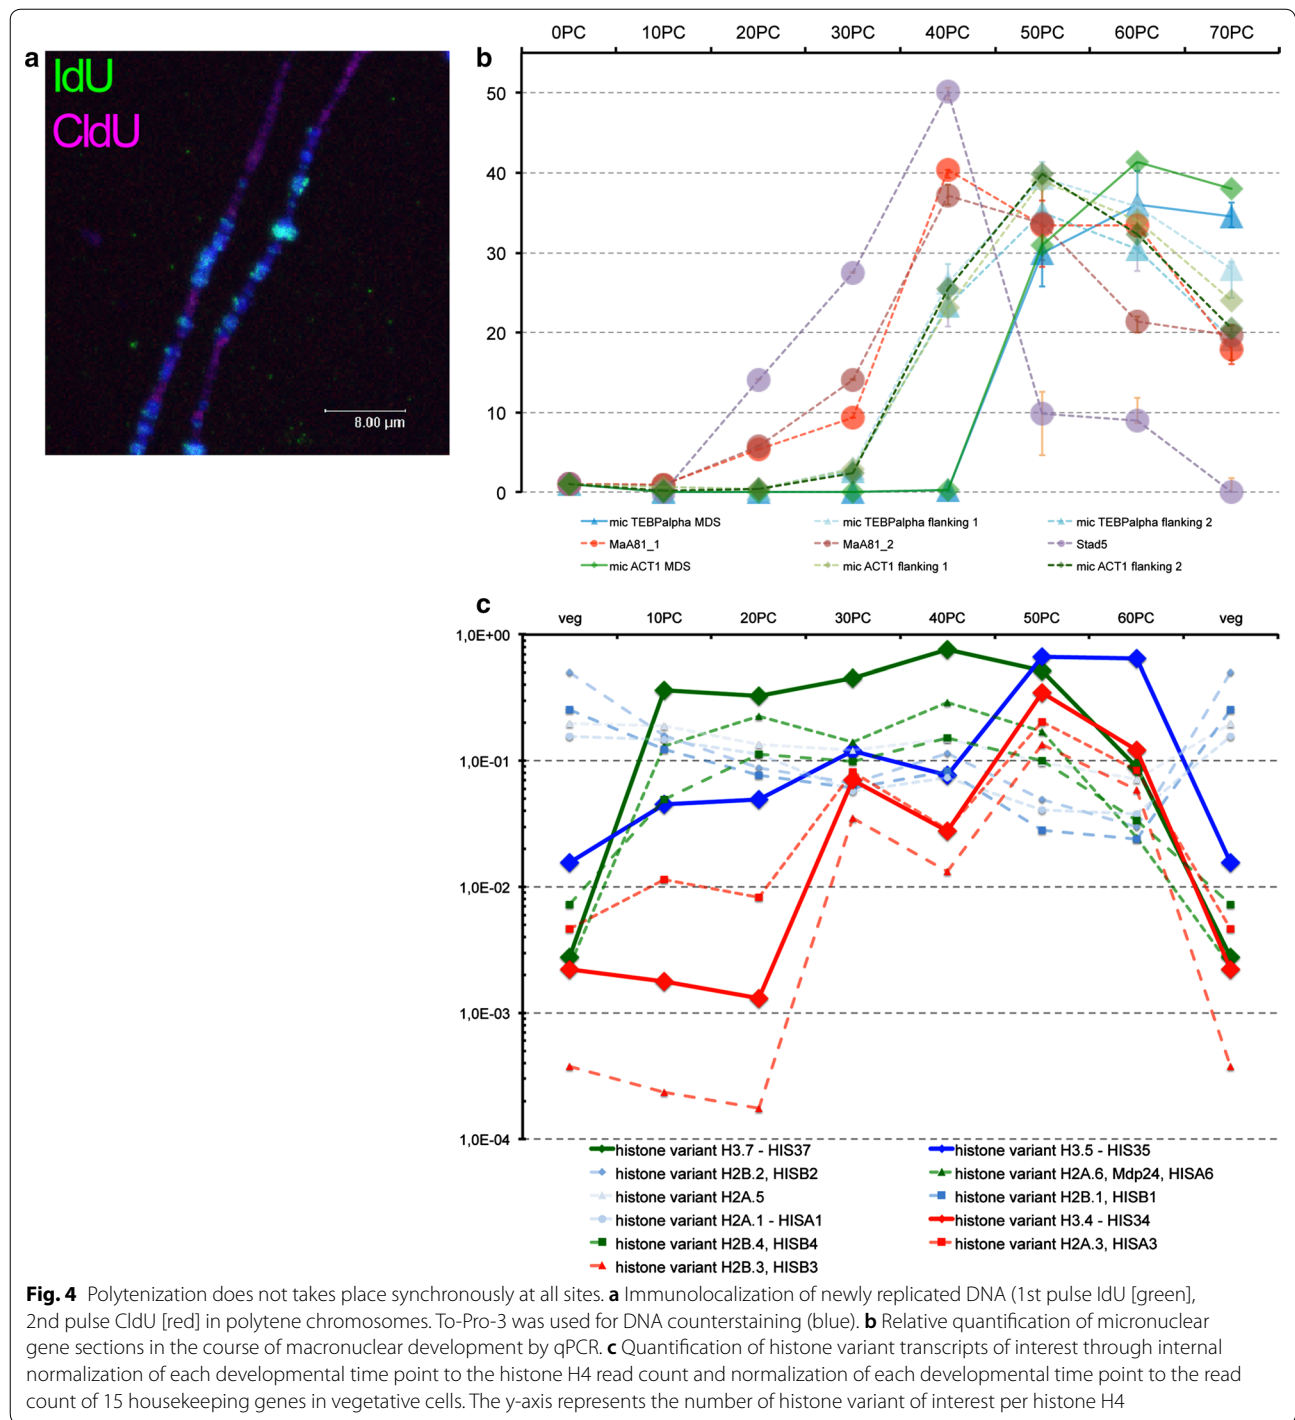 a
IdU
CldU
8.00 µm
b
0PC 10PC 20PC 30PC 40PC 50PC 60PC 70PC
50
40
30
20
10
0
mic TEBPalpha MDS mic TEBPalpha flanking 1 mic TEBPalpha flanking 2
MaA81_1 MaA81_2 Stad5
mic ACT1 MDS mic ACT1 flanking 1 mic ACT1 flanking 2
c
veg 10PC 20PC 30PC 40PC 50PC 60PC veg
1,0E+00
1,0E-01
1,0E-02
1,0E-03
1,0E-04
histone variant H3.7 - HIS37 histone variant H3.5 - HIS35
histone variant H2B.2, HISB2 histone variant H2A.6, Mdp24, HISA6
histone variant H2A.5 histone variant H2B.1, HISB1
histone variant H2A.1 - HISA1 histone variant H3.4 - HIS34
histone variant H2B.4, HISB4 histone variant H2A.3, HISA3
histone variant H2B.3, HISB3
Fig. 4 Polytenization does not takes place synchronously at all sites. a Immunolocalization of newly replicated DNA (1st pulse IdU [green],
2nd pulse CldU [red] in polytene chromosomes. To-Pro-3 was used for DNA counterstaining (blue). b Relative quantification of micronuclear
gene sections in the course of macronuclear development by qPCR. c Quantification of histone variant transcripts of interest through internal
normalization of each developmental time point to the histone H4 read count and normalization of each developmental time point to the read
count of 15 housekeeping genes in vegetative cells. The y-axis represents the number of histone variant of interest per histone H4